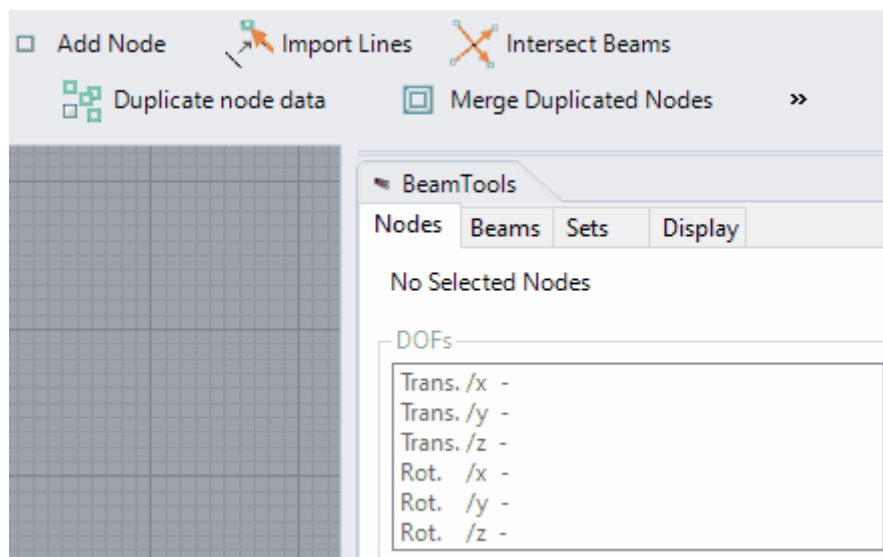 Add Node Import Lines Intersect Beams
Duplicate node data Merge Duplicated Nodes »
BeamTools
Nodes Beams Sets Display
No Selected Nodes
DOFs
Trans. /x -
Trans. /y -
Trans. /z -
Rot. /x -
Rot. /y -
Rot. /z -